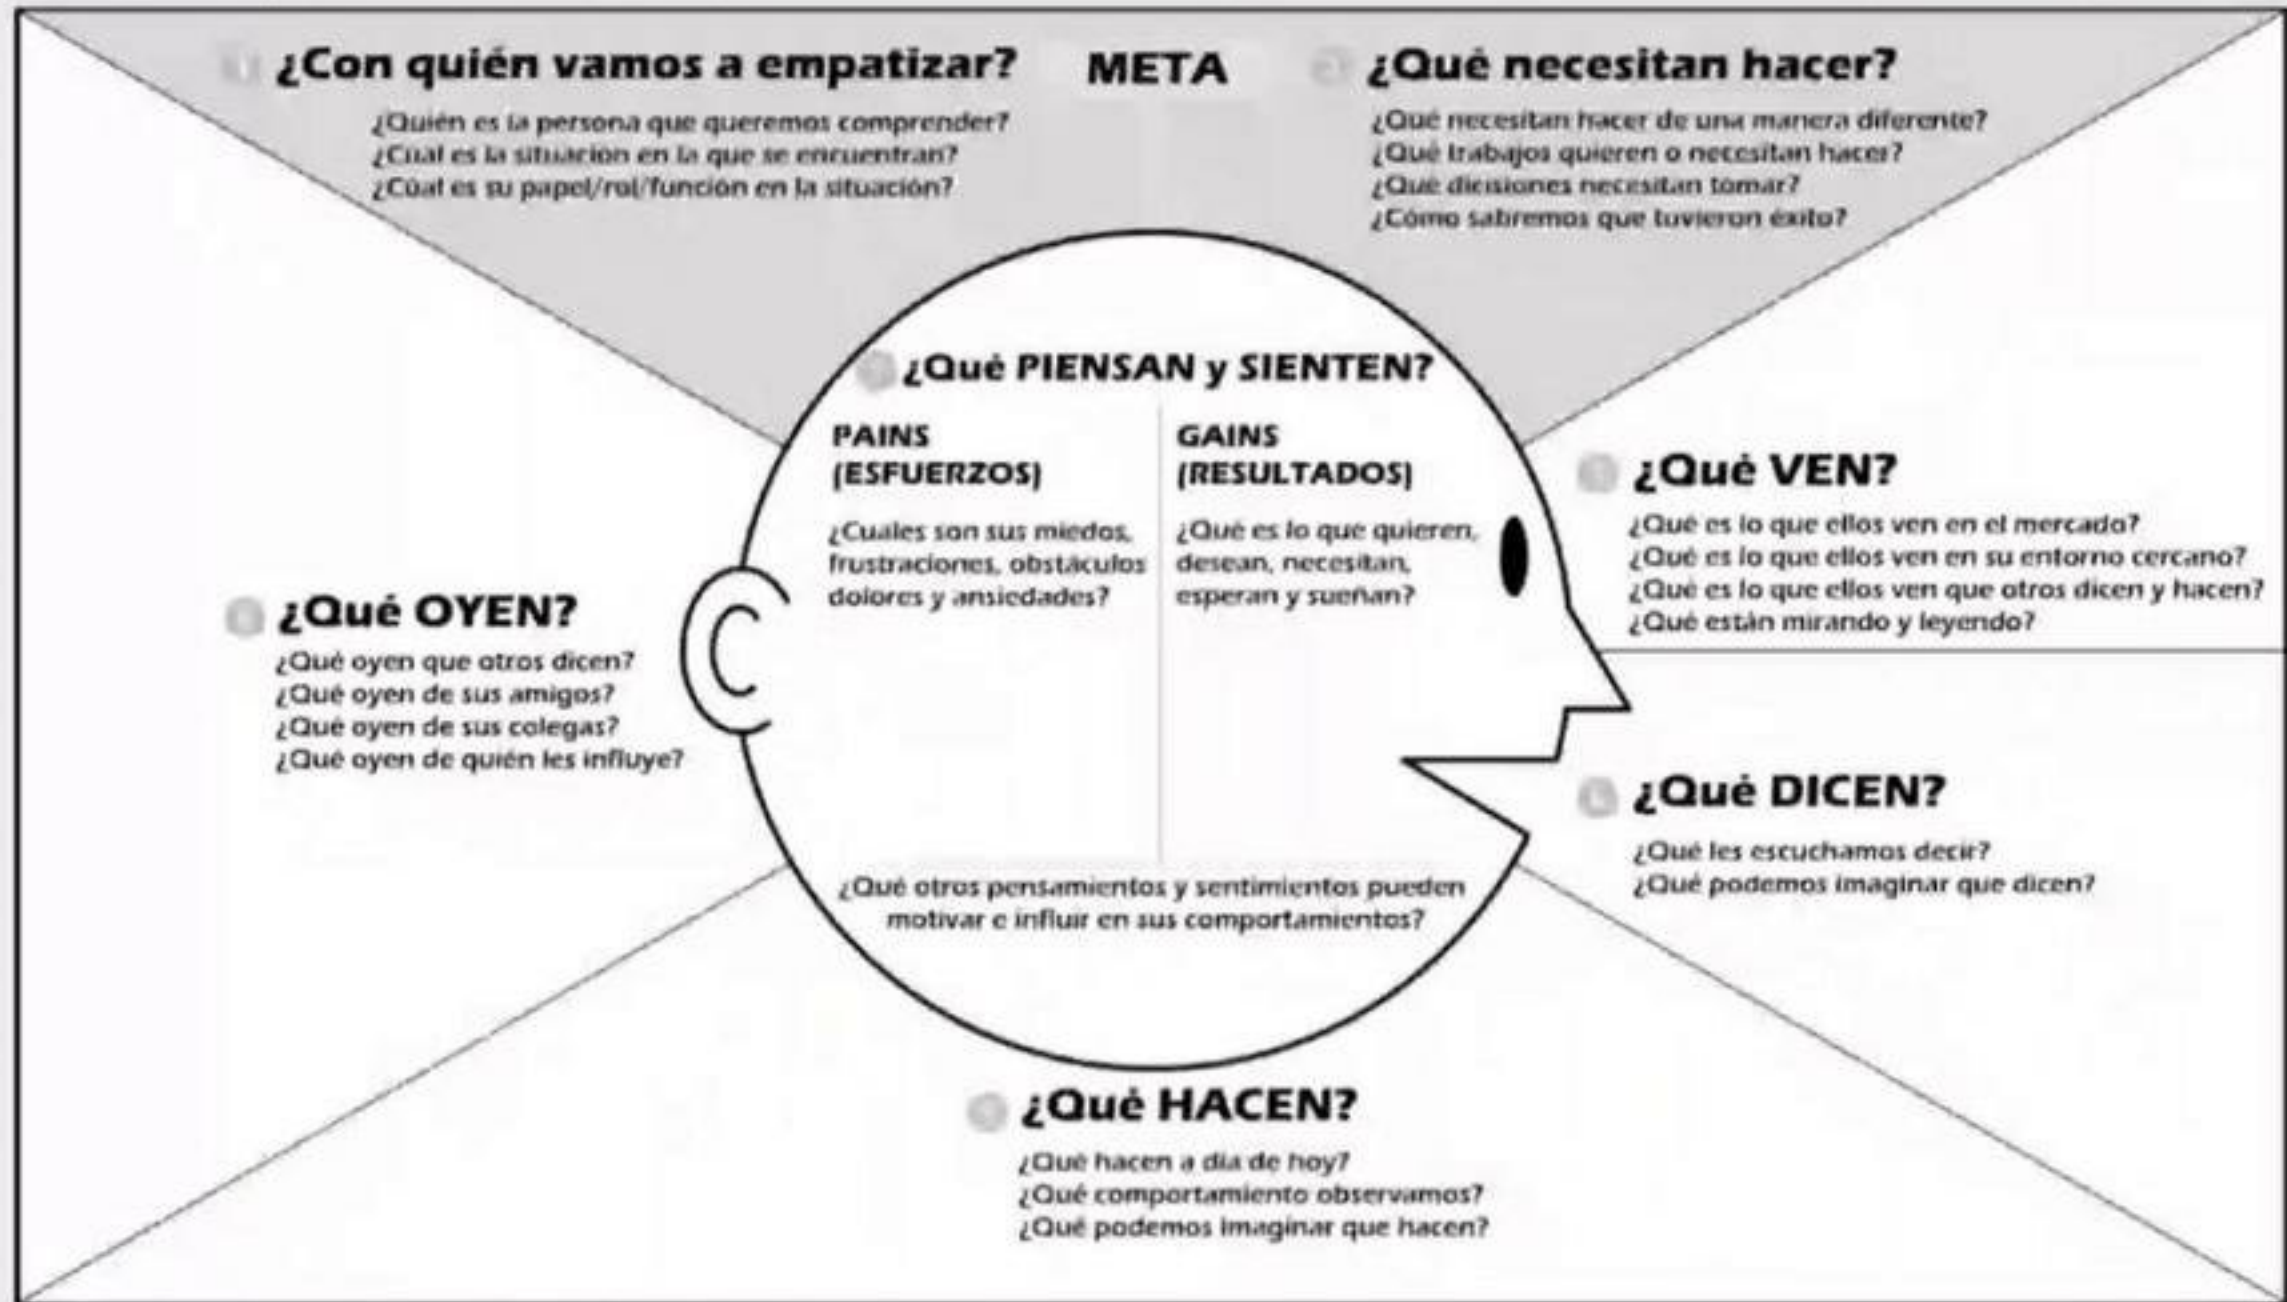 ¿Con quién vamos a empatizar?
¿Quién es la persona que queremos comprender?
¿Cuál es la situación en la que se encuentran?
¿Cúal es su papel/rol/función en la situación?
META
¿Qué necesitan hacer?
¿Qué necesitan hacer de una manera diferente?
¿Qué trabajos quieren o necesitan hacer?
¿Qué dicisiones necesitan tomar?
¿Cómo sabremos que tuvieron éxito?
¿Qué PIENSAN y SIENTEN?
PAINS
(ESFUERZOS)
¿Cuáles son sus miedos,
frustraciones, obstáculos
dolores y ansiedades?
GAINS
(RESULTADOS)
¿Qué es lo que quieren,
desean, necesitan,
esperan y sueñan?
¿Qué otros pensamientos y sentimientos pueden
motivar e influir en sus comportamientos?
¿Qué VEN?
¿Qué es lo que ellos ven en el mercado?
¿Qué es lo que ellos ven en su entorno cercano?
¿Qué es lo que ellos ven que otros dicen y hacen?
¿Qué están mirando y leyendo?
¿Qué DICEN?
¿Qué les escuchamos decir?
¿Qué podemos imaginar que dicen?
¿Qué HACEN?
¿Qué hacen a día de hoy?
¿Qué comportamiento observamos?
¿Qué podemos imaginar que hacen?
¿Qué OYEN?
¿Qué oyen que otros dicen?
¿Qué oyen de sus amigos?
¿Qué oyen de sus colegas?
¿Qué oyen de quién les influye?